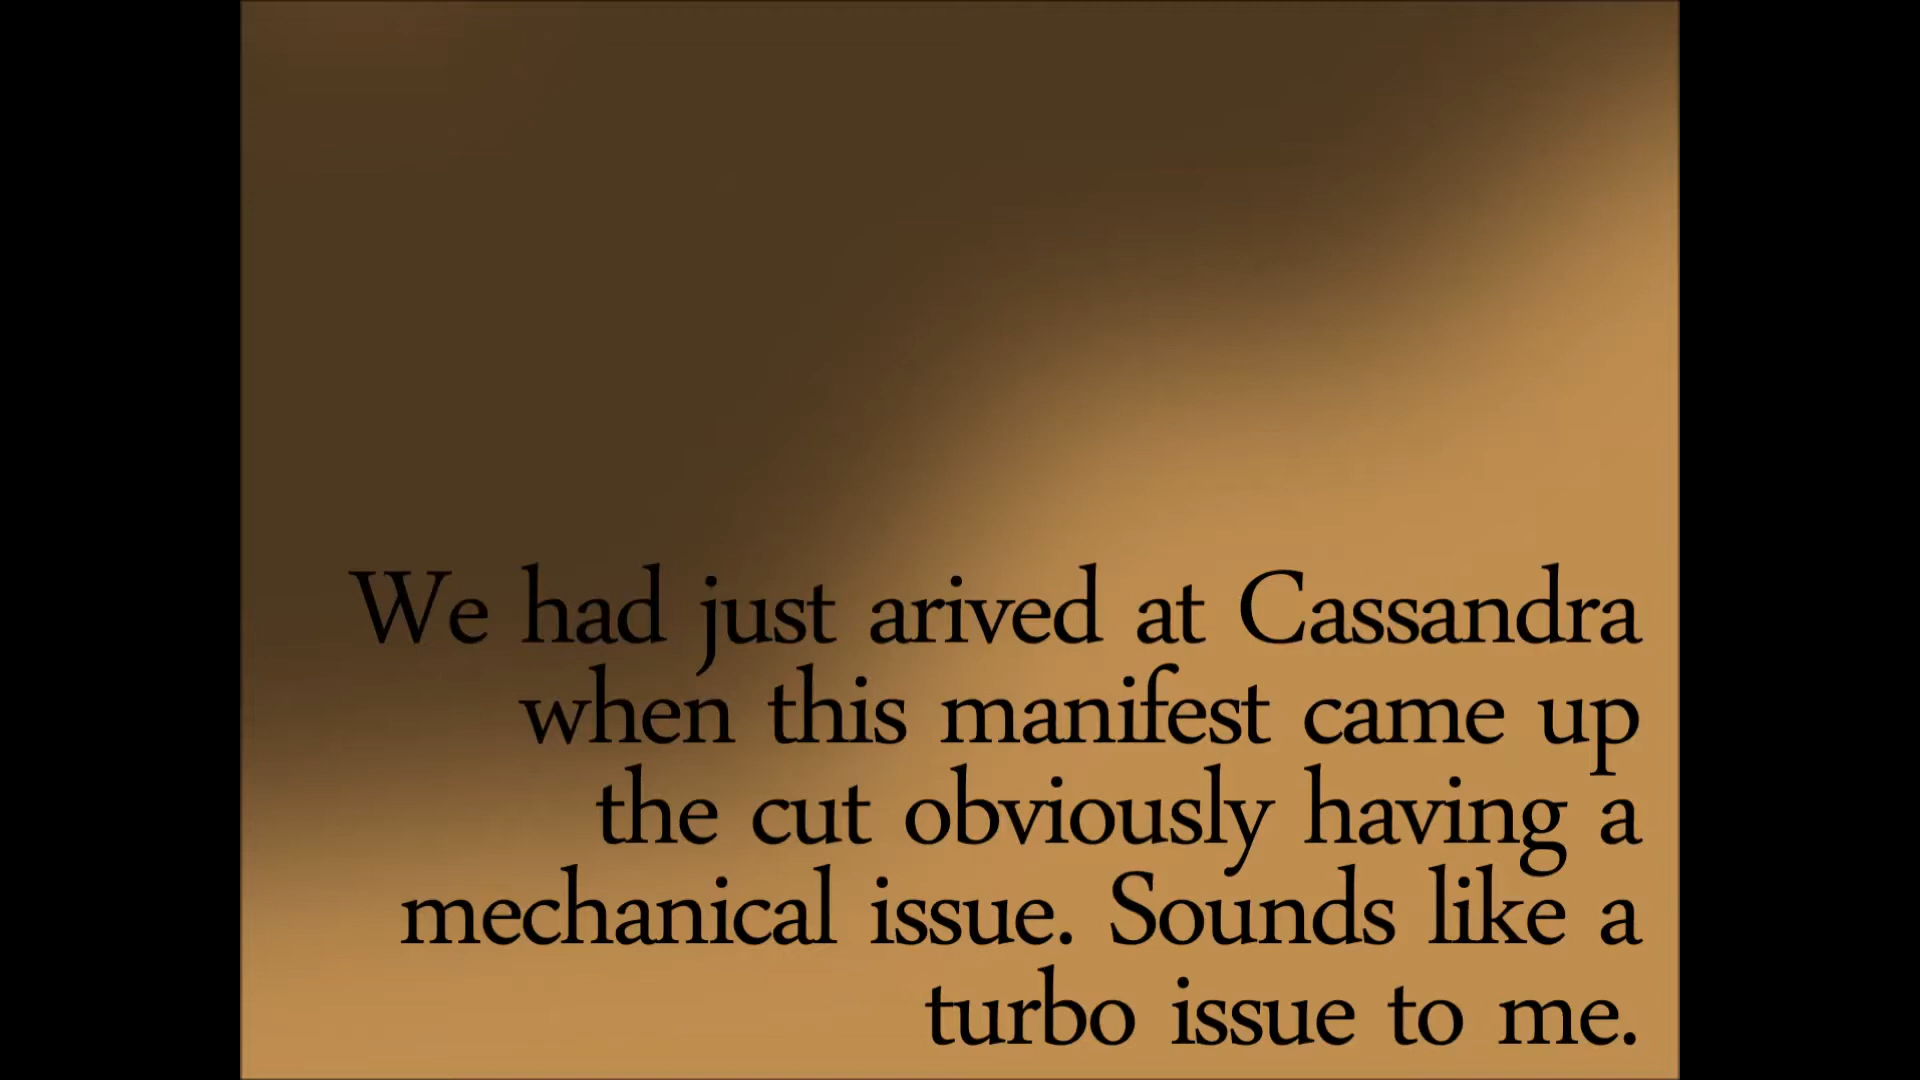 We had just arived at Cassandra
when this manifest came up
the cut obviously having a
mechanical issue. Sounds like a
turbo issue to me.